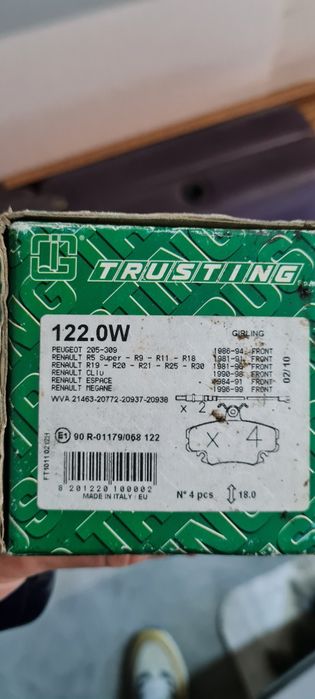 TRUSTING
122.0W
GIRLING
PEUGEOT 205-309 1986-94 FRONT
RENAULT R5 Super - R9 - R11 - R18 1981-91 FRONT
RENAULT R19 - R20 - R21 - R25 - R30 1981-96 FRONT
RENAULT CLIO 1990-98 FRONT
RENAULT ESPACE 1984-91 FRONT
RENAULT MEGANE 1996-99 FRONT
02/10
WVA 21463-20772-20937-20938
x 2
x 4
E1 90 R-01179/068 122
FT1011 02121
8 201220 100002
MADE IN ITALY - EU
N° 4 pcs 18.0